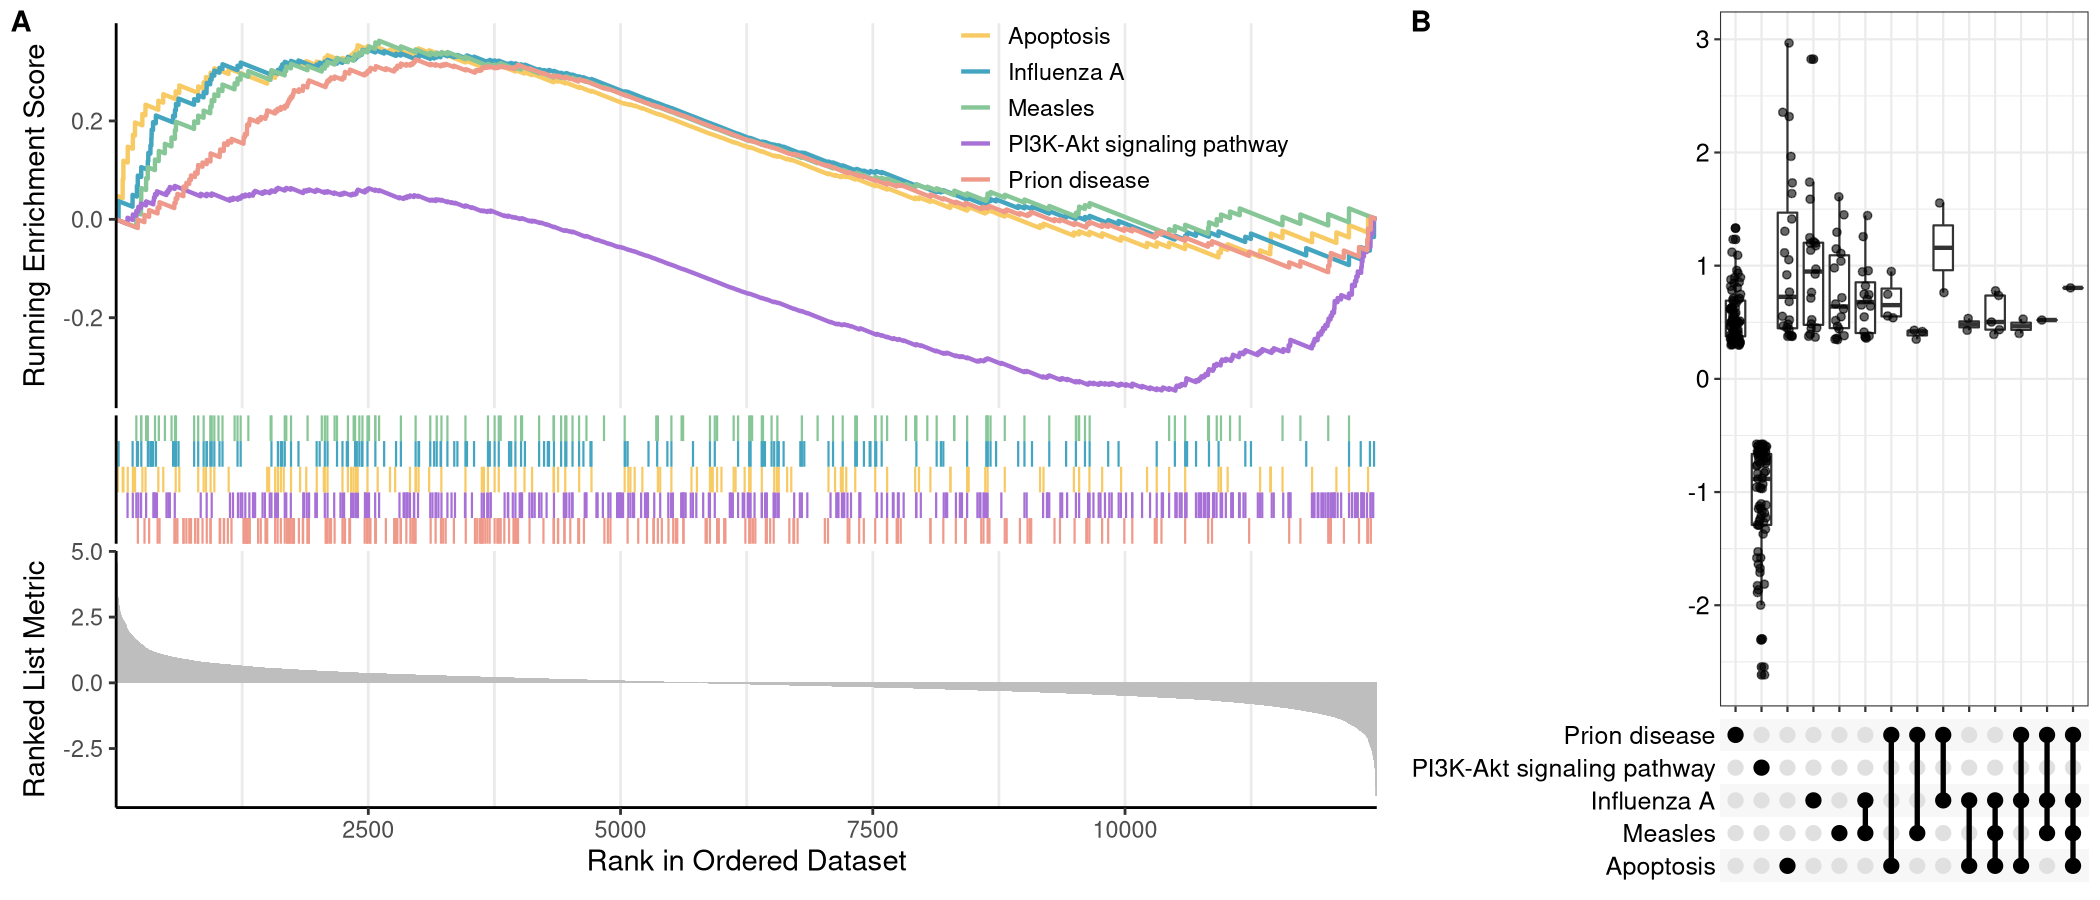 A
Running Enrichment Score
0.2
0.0
-0.2
Apoptosis
Influenza A
Measles
PI3K-Akt signaling pathway
Prion disease
Ranked List Metric
5.0
2.5
0.0
-2.5
2500
5000
7500
10000
Rank in Ordered Dataset
B
3
2
1
0
-1
-2
Prion disease
PI3K-Akt signaling pathway
Influenza A
Measles
Apoptosis